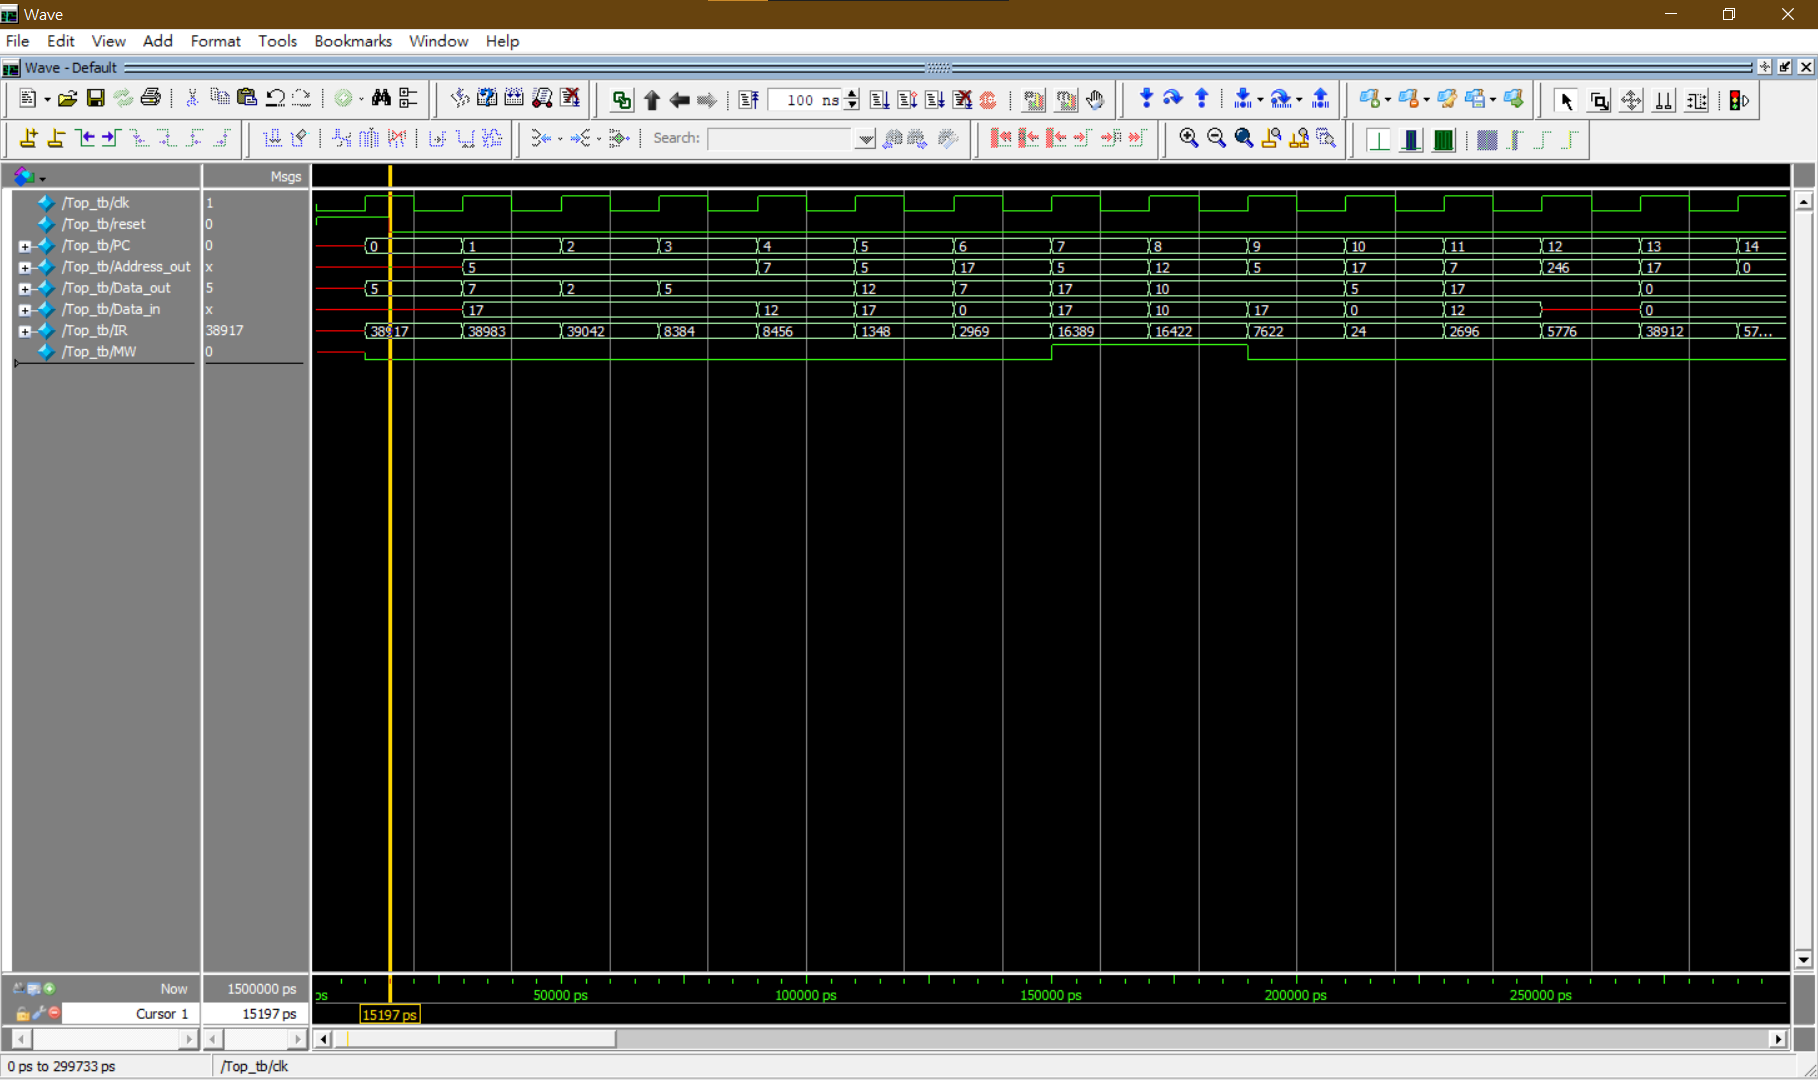 Wave
File Edit View Add Format Tools Bookmarks Window Help
Wave - Default
100 ns
Search:
Msgs
/Top_tb/clk 1
/Top_tb/reset 0
/Top_tb/PC 0 0 1 2 3 4 5 6 7 8 9 10 11 12 13 14
/Top_tb/Address_out x 5 7 5 17 5 12 5 17 7 246 17 0
/Top_tb/Data_out 5 5 7 2 5 12 7 17 10 5 17 0
/Top_tb/Data_in x 17 12 17 0 17 10 17 0 12 0
/Top_tb/IR 38917 38917 38983 39042 8384 8456 1348 2969 16389 16422 7622 24 2696 5776 38912 57...
/Top_tb/MW 0
Now 1500000 ps ps 50000 ps 100000 ps 150000 ps 200000 ps 250000 ps
Cursor 1 15197 ps 15197 ps
0 ps to 299733 ps /Top_tb/clk